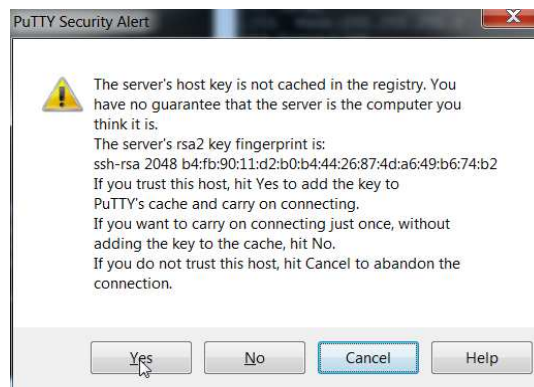 PuTTY Security Alert
The server's host key is not cached in the registry. You
have no guarantee that the server is the computer you
think it is.
The server's rsa2 key fingerprint is:
ssh-rsa 2048 b4:fb:90:11:d2:b0:b4:44:26:87:4d:a6:49:b6:74:b2
If you trust this host, hit Yes to add the key to
PuTTY's cache and carry on connecting.
If you want to carry on connecting just once, without
adding the key to the cache, hit No.
If you do not trust this host, hit Cancel to abandon the
connection.
Yes No Cancel Help